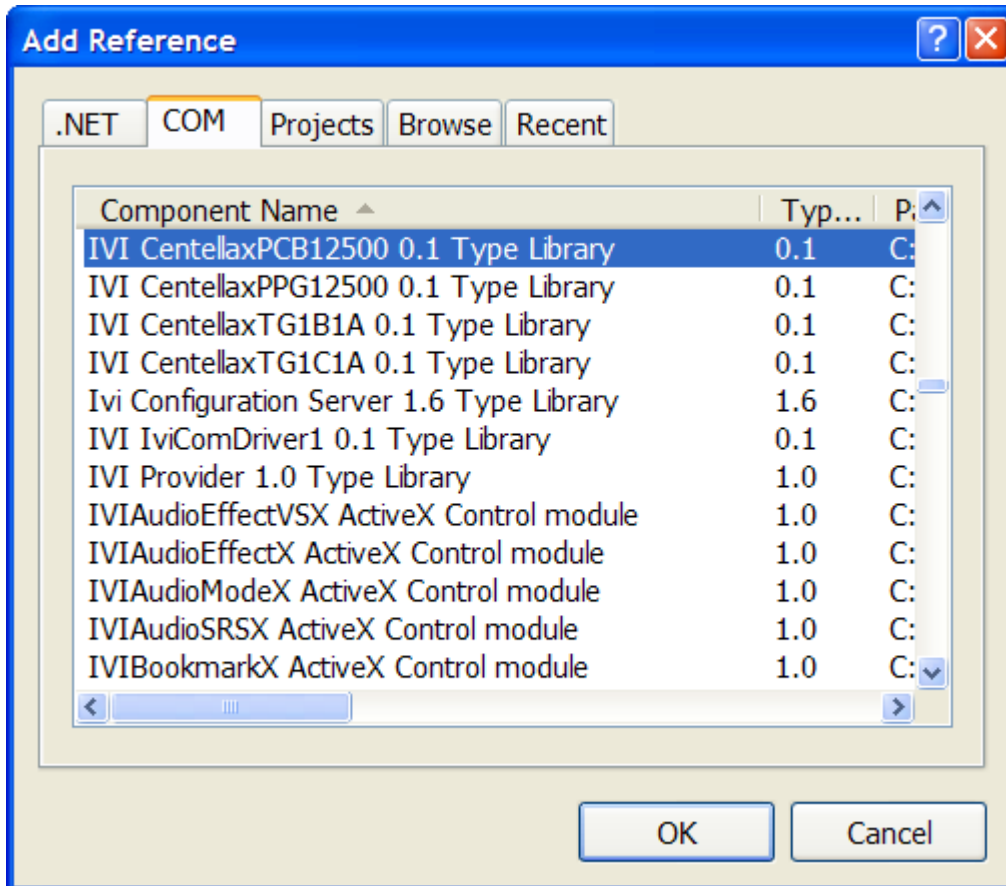 Add Reference
.NET COM Projects Browse Recent
Component Name Typ... Pa
IVI CentellaxPCB12500 0.1 Type Library 0.1 C:
IVI CentellaxPPG12500 0.1 Type Library 0.1 C:
IVI CentellaxTG1B1A 0.1 Type Library 0.1 C:
IVI CentellaxTG1C1A 0.1 Type Library 0.1 C:
Ivi Configuration Server 1.6 Type Library 1.6 C:
IVI IviComDriver1 0.1 Type Library 0.1 C:
IVI Provider 1.0 Type Library 1.0 C:
IVIAudioEffectVSX ActiveX Control module 1.0 C:
IVIAudioEffectX ActiveX Control module 1.0 C:
IVIAudioModeX ActiveX Control module 1.0 C:
IVIAudioSRSX ActiveX Control module 1.0 C:
IVIBookmarkX ActiveX Control module 1.0 C:
OK Cancel